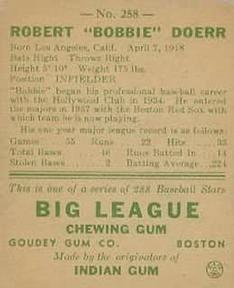 — No. 258 —
ROBERT "BOBBIE" DOERR
Born Los Angeles, Calif. April 7, 1918
Bats Right Throws Right
Height 5' 10" Weight 175 lbs.
Position INFIELDER
"Bobbie" began his professional baseball career
with the Hollywood Club in 1934. He entered
the majors in 1937 with the Boston Red Sox with
which team he is now playing.
His one year major league record is as follows:
Games 55 Runs 22 Hits 33
Total Bases 46 Runs Batted In 14
Stolen Bases 2 Batting Average .224
This is one of a series of 288 Baseball Stars
BIG LEAGUE
CHEWING GUM
GOUDEY GUM CO. BOSTON
Made by the originators of
INDIAN GUM